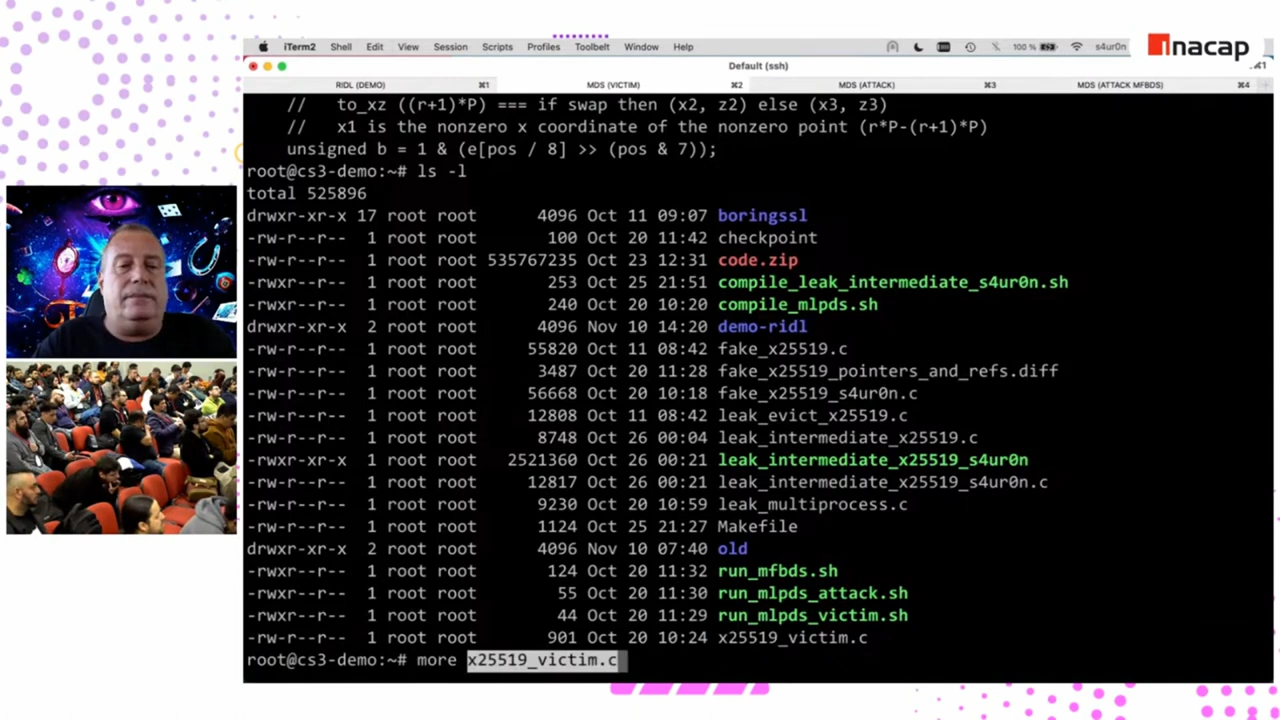 iTerm2 Shell Edit View Session Scripts Profiles Toolbelt Window Help 100 % s4ur0n
inacap
Default (ssh)
RIDL (DEMO) ⌘1 MDS (VICTIM) ⌘2 MDS (ATTACK) ⌘3 MDS (ATTACK MFBDS) ⌘4
//   to_xz ((r+1)*P) === if swap then (x2, z2) else (x3, z3)
//   x1 is the nonzero x coordinate of the nonzero point (r*P-(r+1)*P)
unsigned b = 1 & (e[pos / 8] >> (pos & 7));
root@cs3-demo:~# ls -l
total 525896
drwxr-xr-x 17 root root      4096 Oct 11 09:07 boringssl
-rw-r--r--  1 root root       100 Oct 20 11:42 checkpoint
-rw-r--r--  1 root root 535767235 Oct 23 12:31 code.zip
-rwxr--r--  1 root root       253 Oct 25 21:51 compile_leak_intermediate_s4ur0n.sh
-rwxr--r--  1 root root       240 Oct 20 10:20 compile_mlpds.sh
drwxr-xr-x  2 root root      4096 Nov 10 14:20 demo-ridl
-rw-r--r--  1 root root     55820 Oct 11 08:42 fake_x25519.c
-rw-r--r--  1 root root      3487 Oct 20 11:28 fake_x25519_pointers_and_refs.diff
-rw-r--r--  1 root root     56668 Oct 20 10:18 fake_x25519_s4ur0n.c
-rw-r--r--  1 root root     12808 Oct 11 08:42 leak_evict_x25519.c
-rw-r--r--  1 root root      8748 Oct 26 00:04 leak_intermediate_x25519.c
-rwxr-xr-x  1 root root   2521360 Oct 26 00:21 leak_intermediate_x25519_s4ur0n
-rw-r--r--  1 root root     12817 Oct 26 00:21 leak_intermediate_x25519_s4ur0n.c
-rw-r--r--  1 root root      9230 Oct 20 10:59 leak_multiprocess.c
-rw-r--r--  1 root root      1124 Oct 25 21:27 Makefile
drwxr-xr-x  2 root root      4096 Nov 10 07:40 old
-rwxr--r--  1 root root       124 Oct 20 11:32 run_mfbds.sh
-rwxr--r--  1 root root        55 Oct 20 11:30 run_mlpds_attack.sh
-rwxr--r--  1 root root        44 Oct 20 11:29 run_mlpds_victim.sh
-rw-r--r--  1 root root       901 Oct 20 10:24 x25519_victim.c
root@cs3-demo:~# more x25519_victim.c